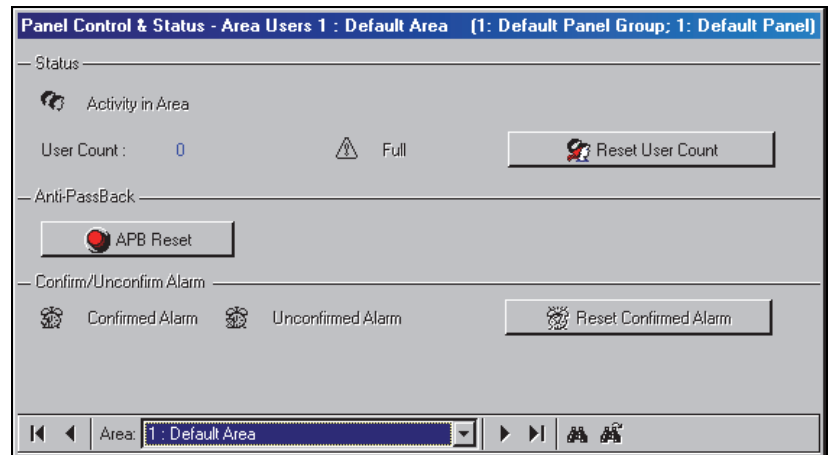 Panel Control & Status - Area Users 1 : Default Area (1: Default Panel Group; 1: Default Panel)
Status
Activity in Area
User Count : 0 Full Reset User Count
Anti-PassBack
APB Reset
Confirm/Unconfirm Alarm
Confirmed Alarm Unconfirmed Alarm Reset Confirmed Alarm
Area: 1 : Default Area